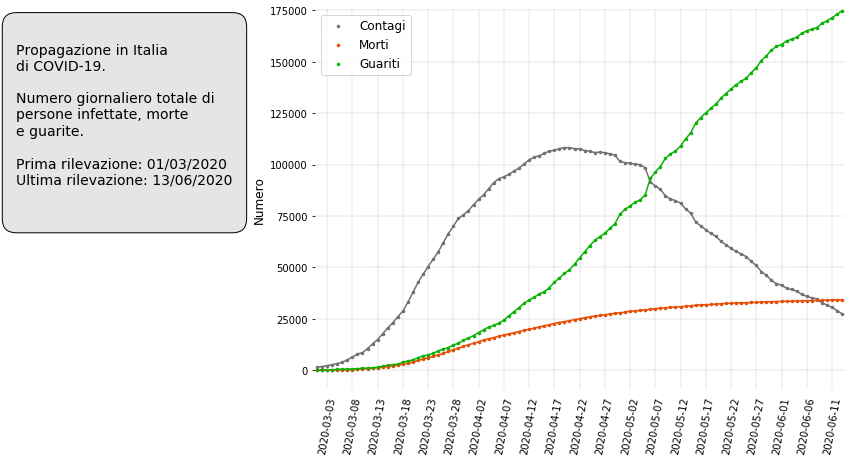 Propagazione in Italia
di COVID-19.
Numero giornaliero totale di
persone infettate, morte
e guarite.
Prima rilevazione: 01/03/2020
Ultima rilevazione: 13/06/2020
Contagi
Morti
Guariti
Numero
175000
150000
125000
100000
75000
50000
25000
0
2020-03-03
2020-03-08
2020-03-13
2020-03-18
2020-03-23
2020-03-28
2020-04-02
2020-04-07
2020-04-12
2020-04-17
2020-04-22
2020-04-27
2020-05-02
2020-05-07
2020-05-12
2020-05-17
2020-05-22
2020-05-27
2020-06-01
2020-06-06
2020-06-11